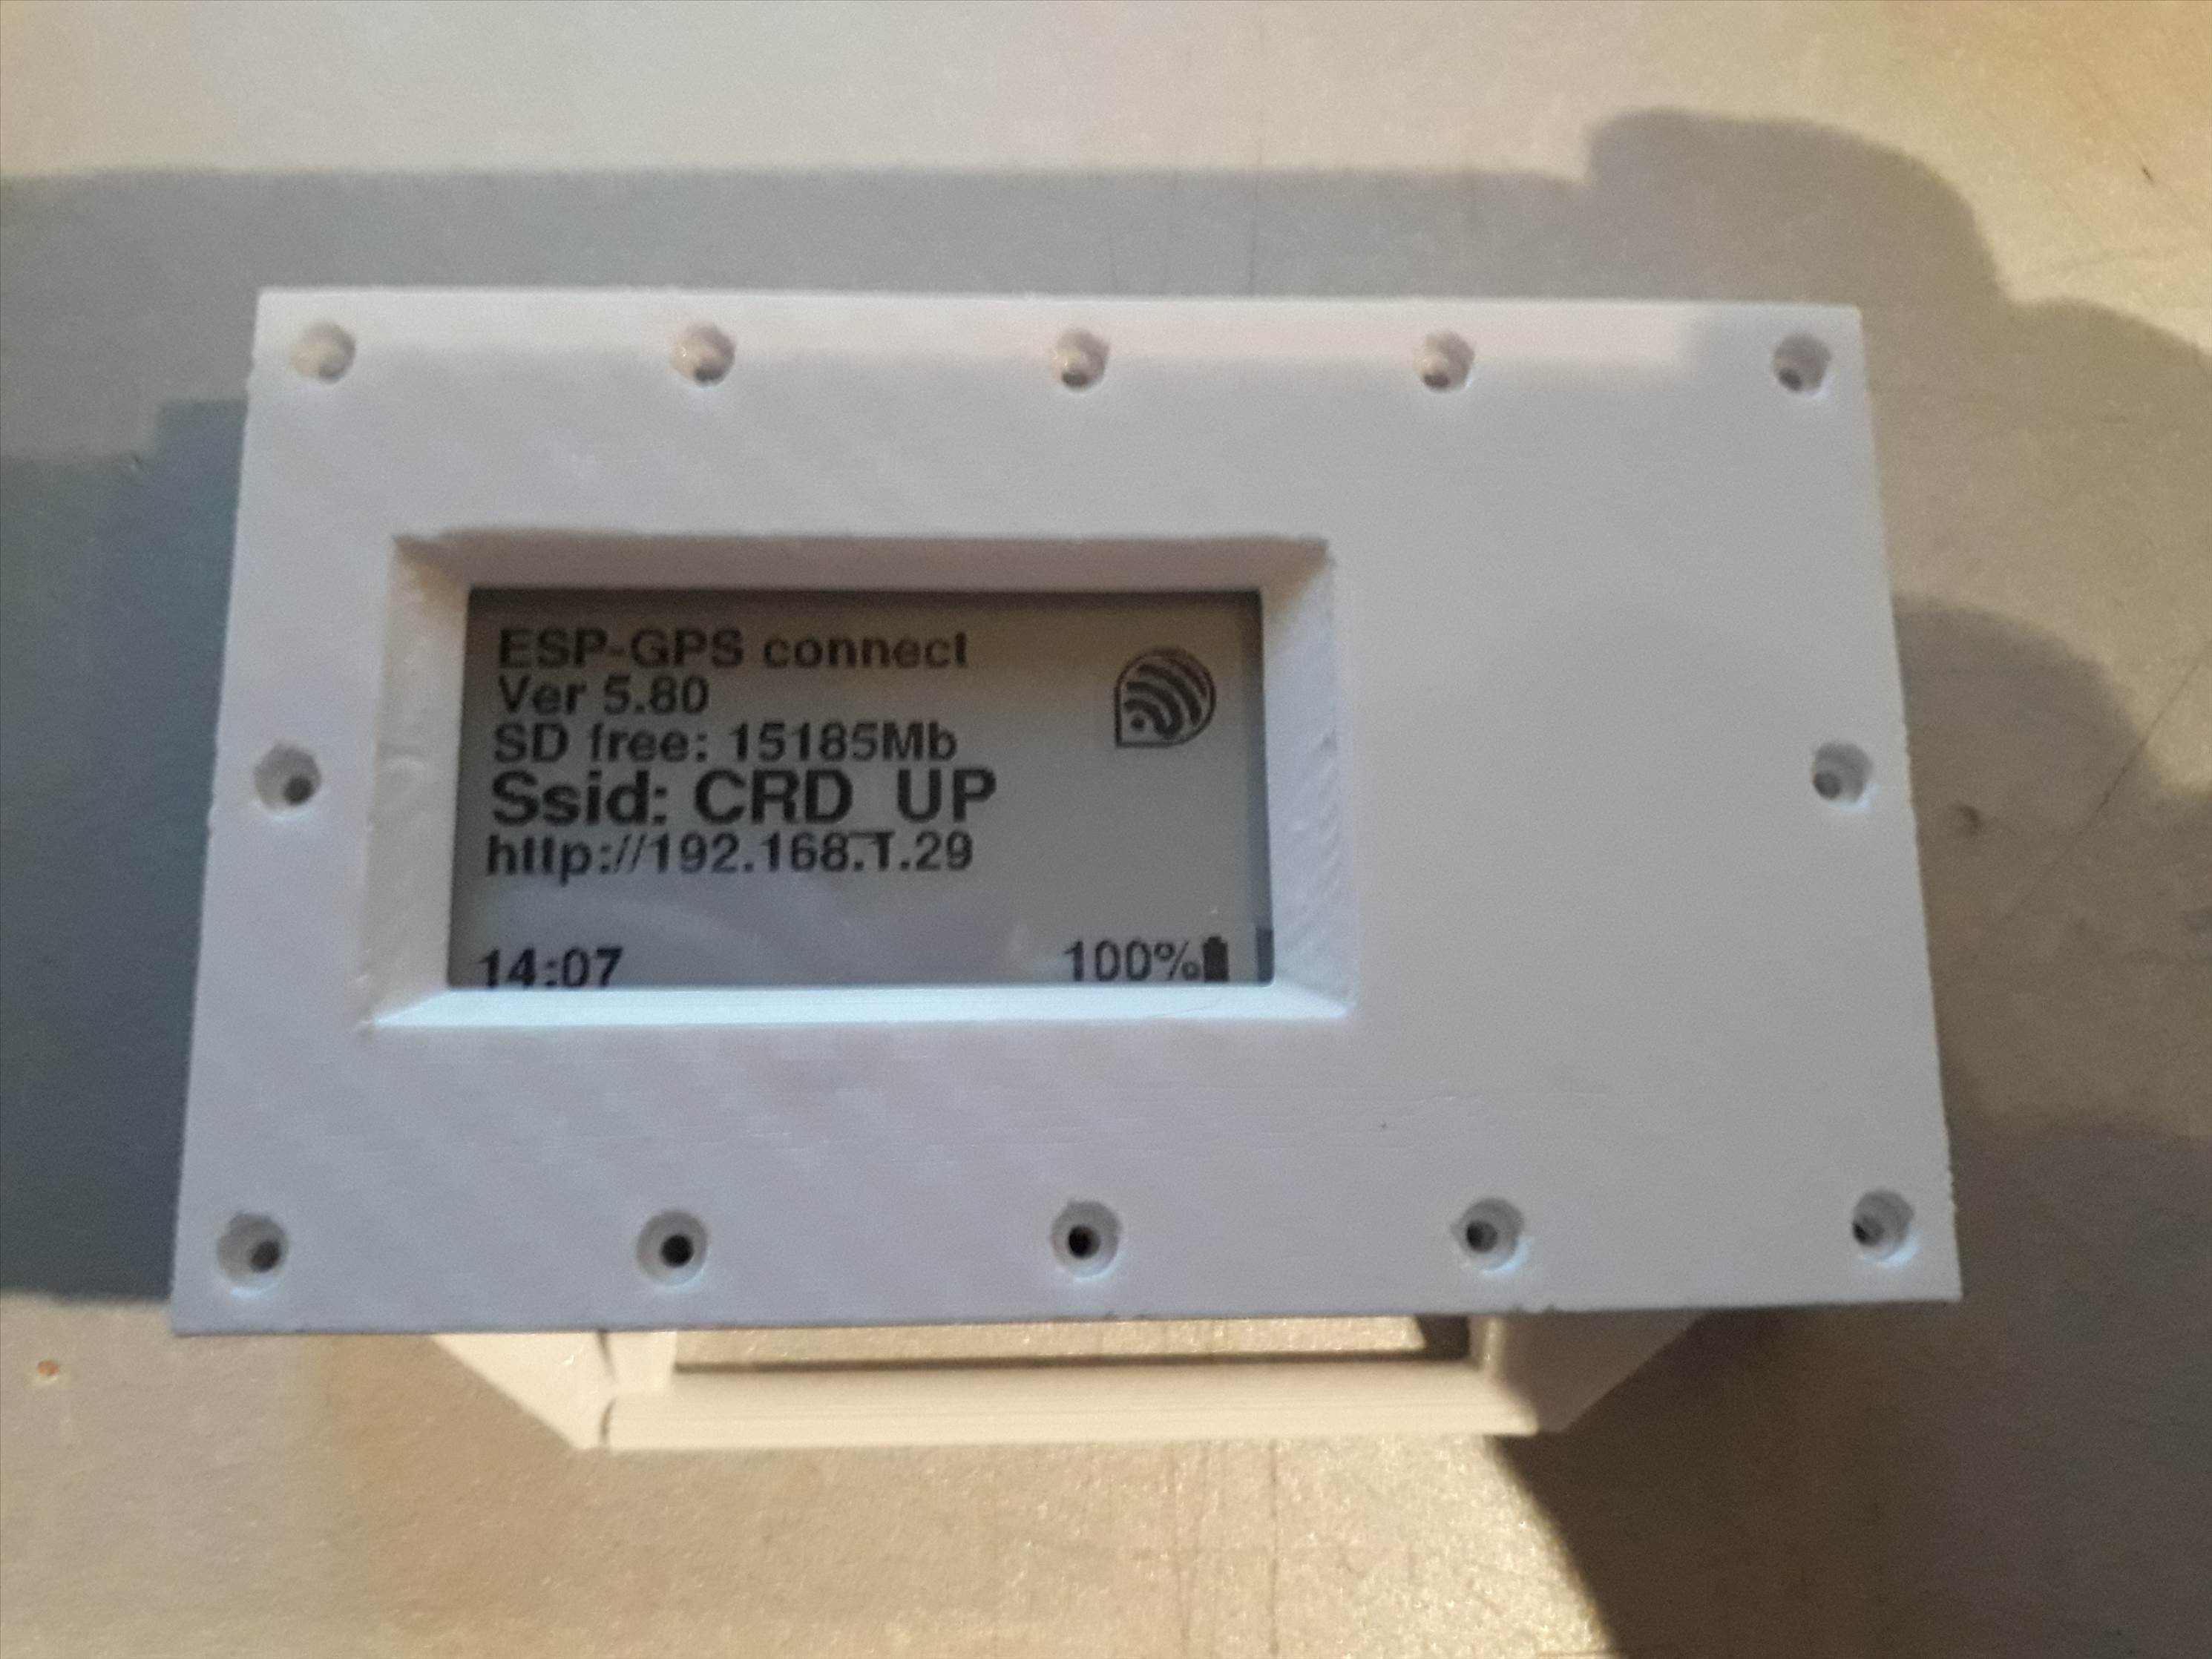 ESP-GPS connect
Ver 5.80
SD free: 15185Mb
Ssid: CRD_UP
http://192.168.1.29
14:07
100%